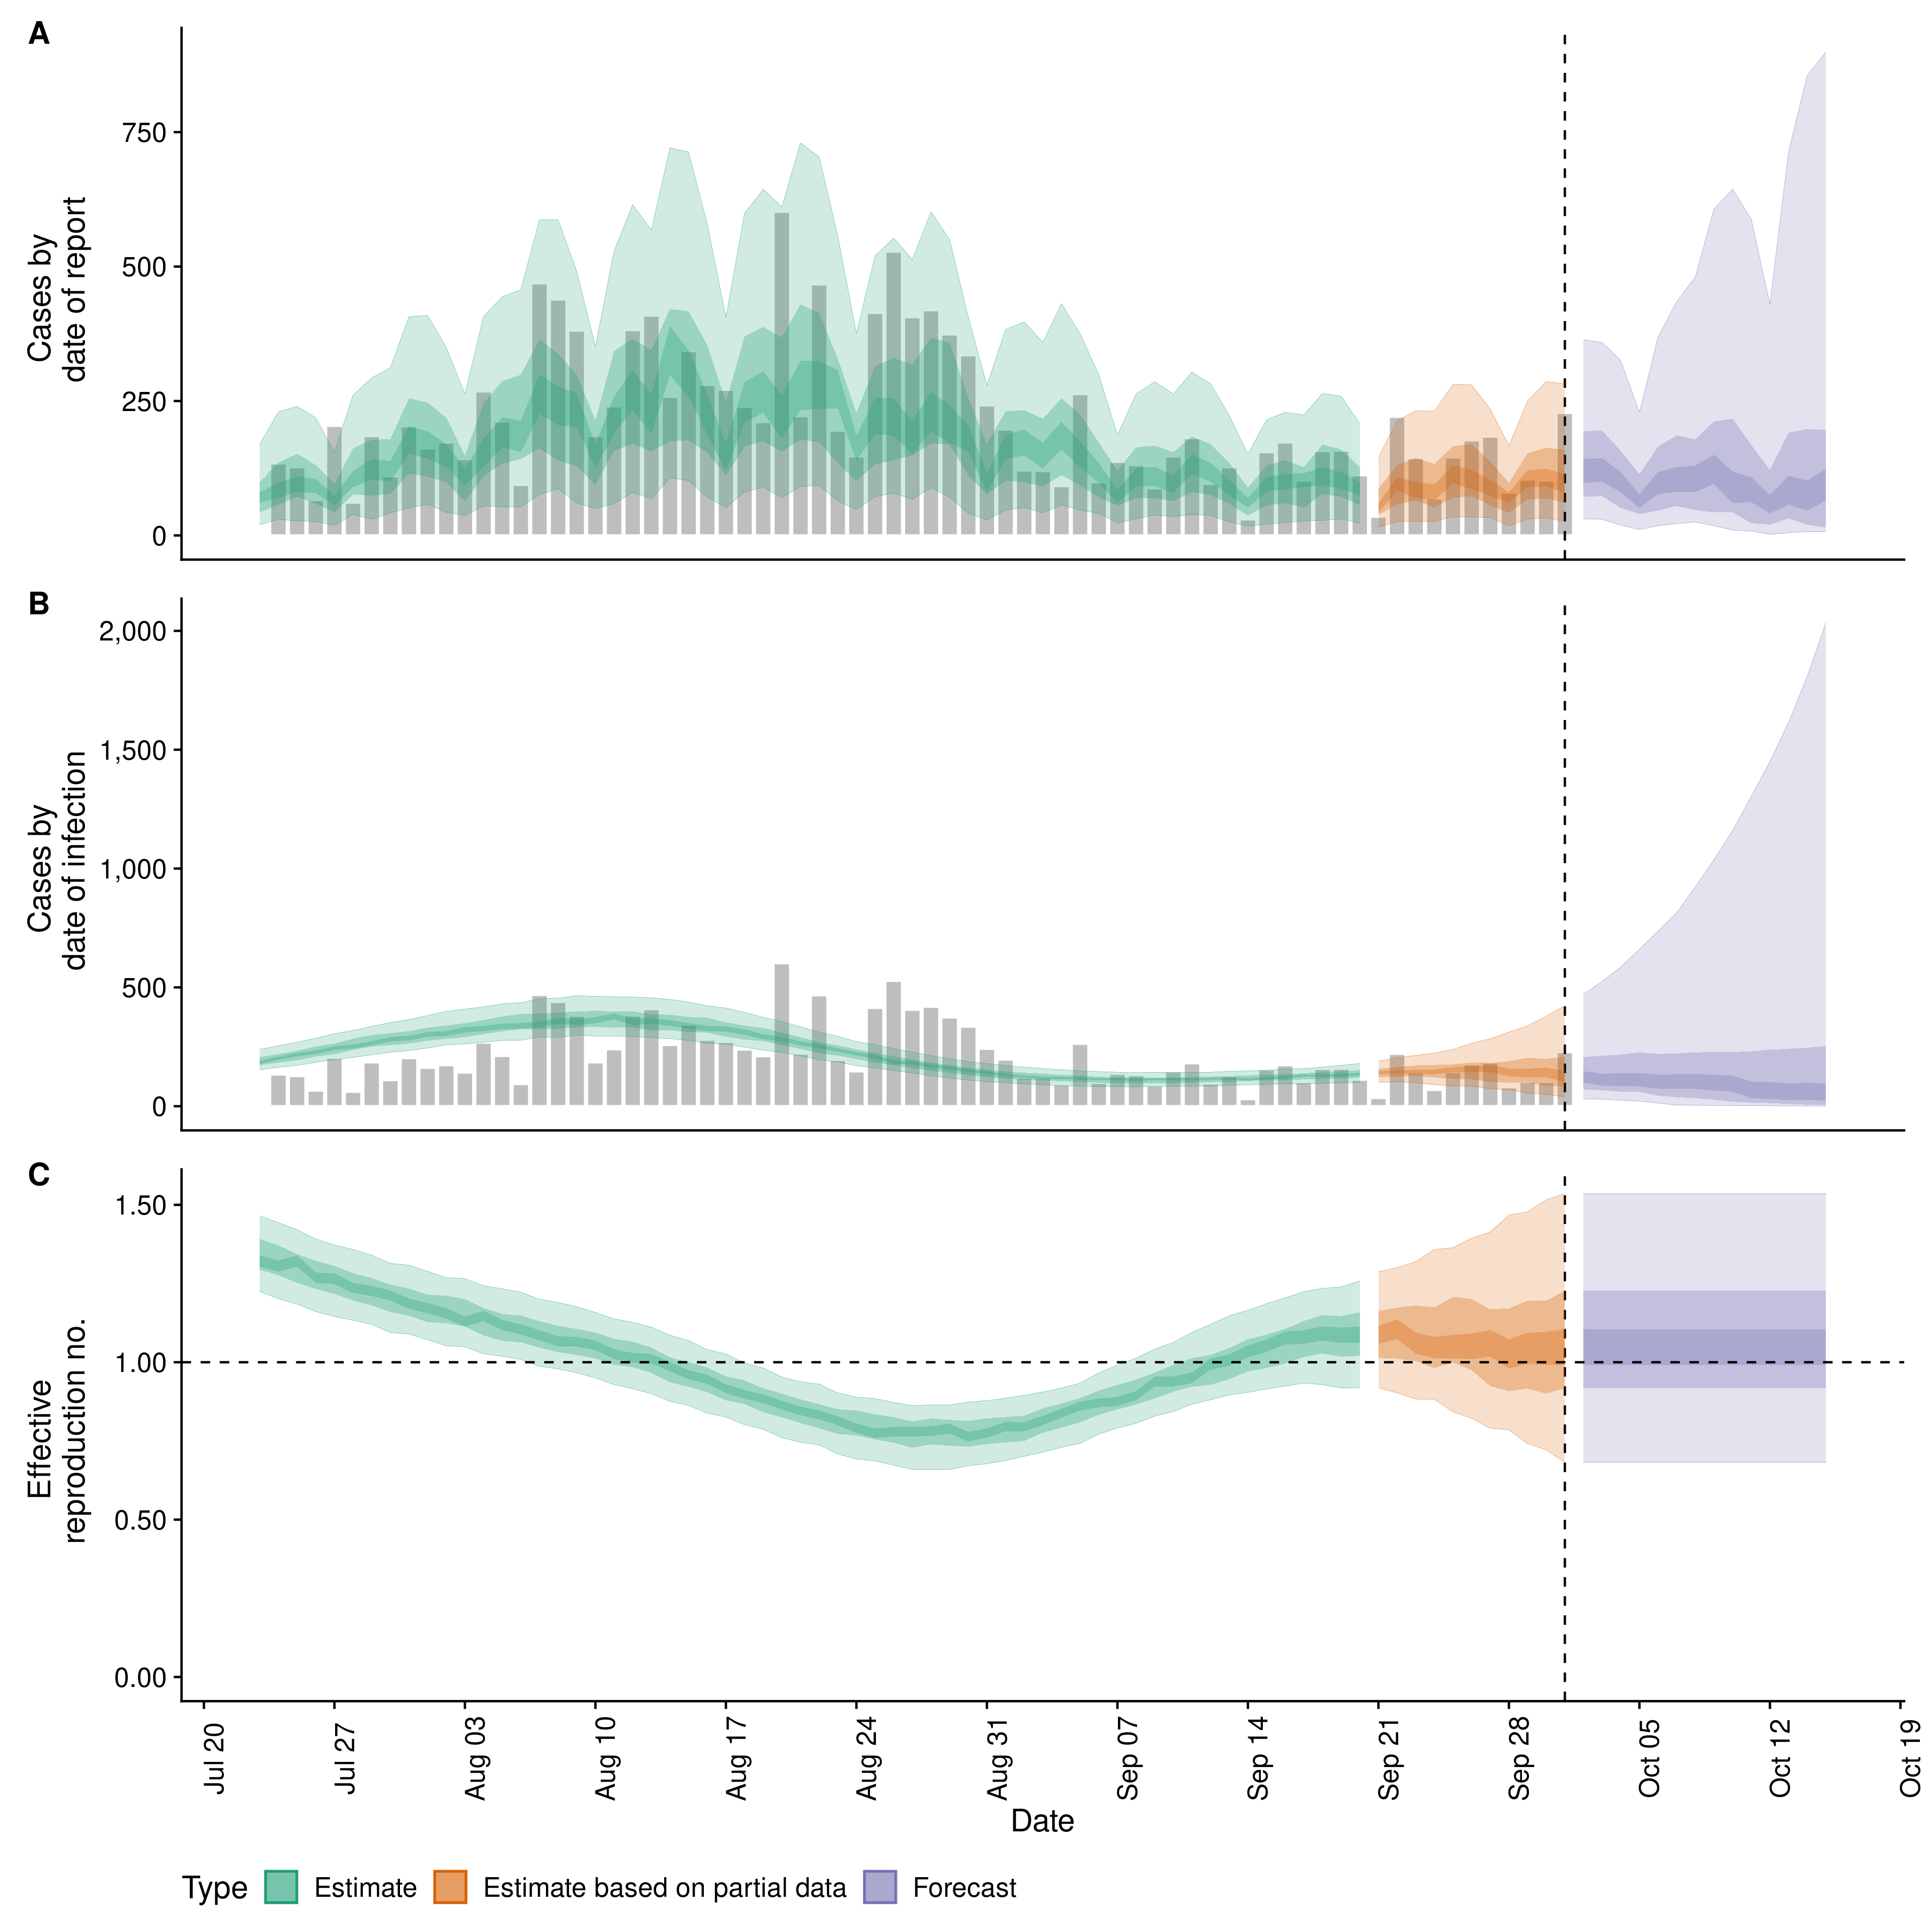 A
Cases by
date of report
750
500
250
0
B
Cases by
date of infection
2,000
1,500
1,000
500
0
C
Effective
reproduction no.
1.50
1.00
0.50
0.00
Jul 20
Jul 27
Aug 03
Aug 10
Aug 17
Aug 24
Aug 31
Sep 07
Sep 14
Sep 21
Sep 28
Oct 05
Oct 12
Oct 19
Date
Type Estimate Estimate based on partial data Forecast